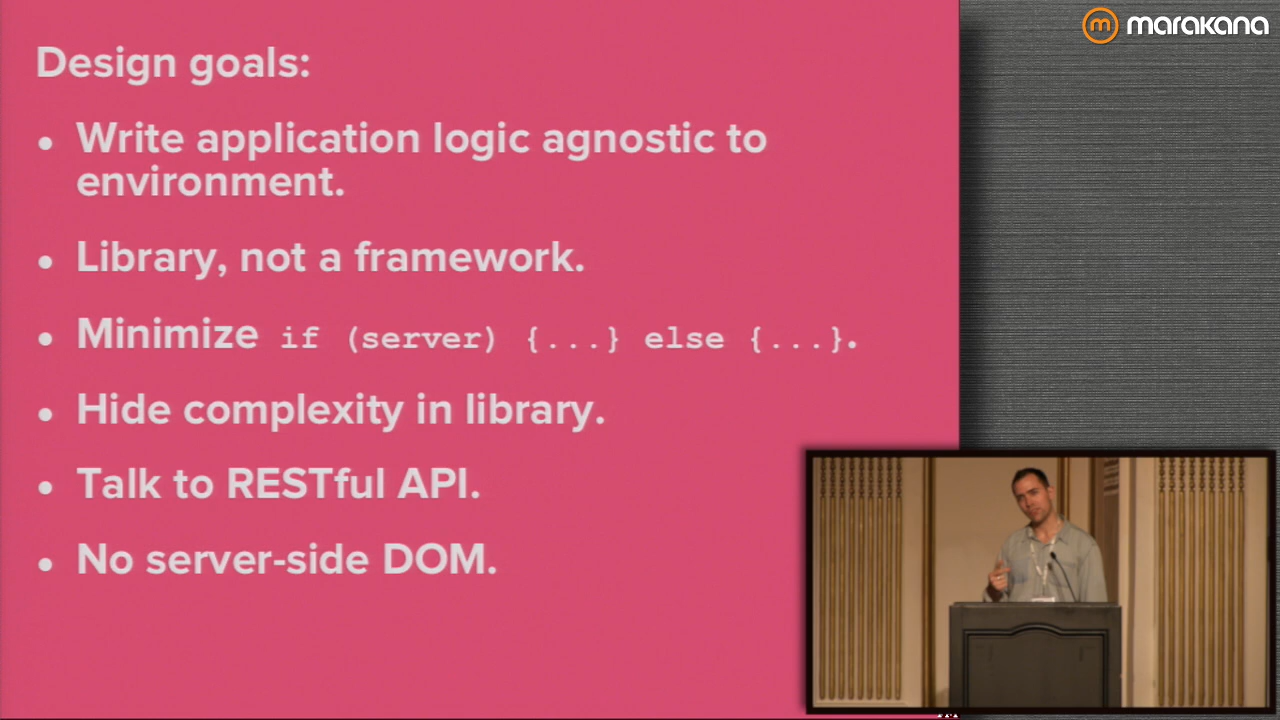 marakana
Design goals:
• Write application logic agnostic to
environment.
• Library, not a framework.
• Minimize if (server) {...} else {...}.
• Hide complexity in library.
• Talk to RESTful API.
• No server-side DOM.